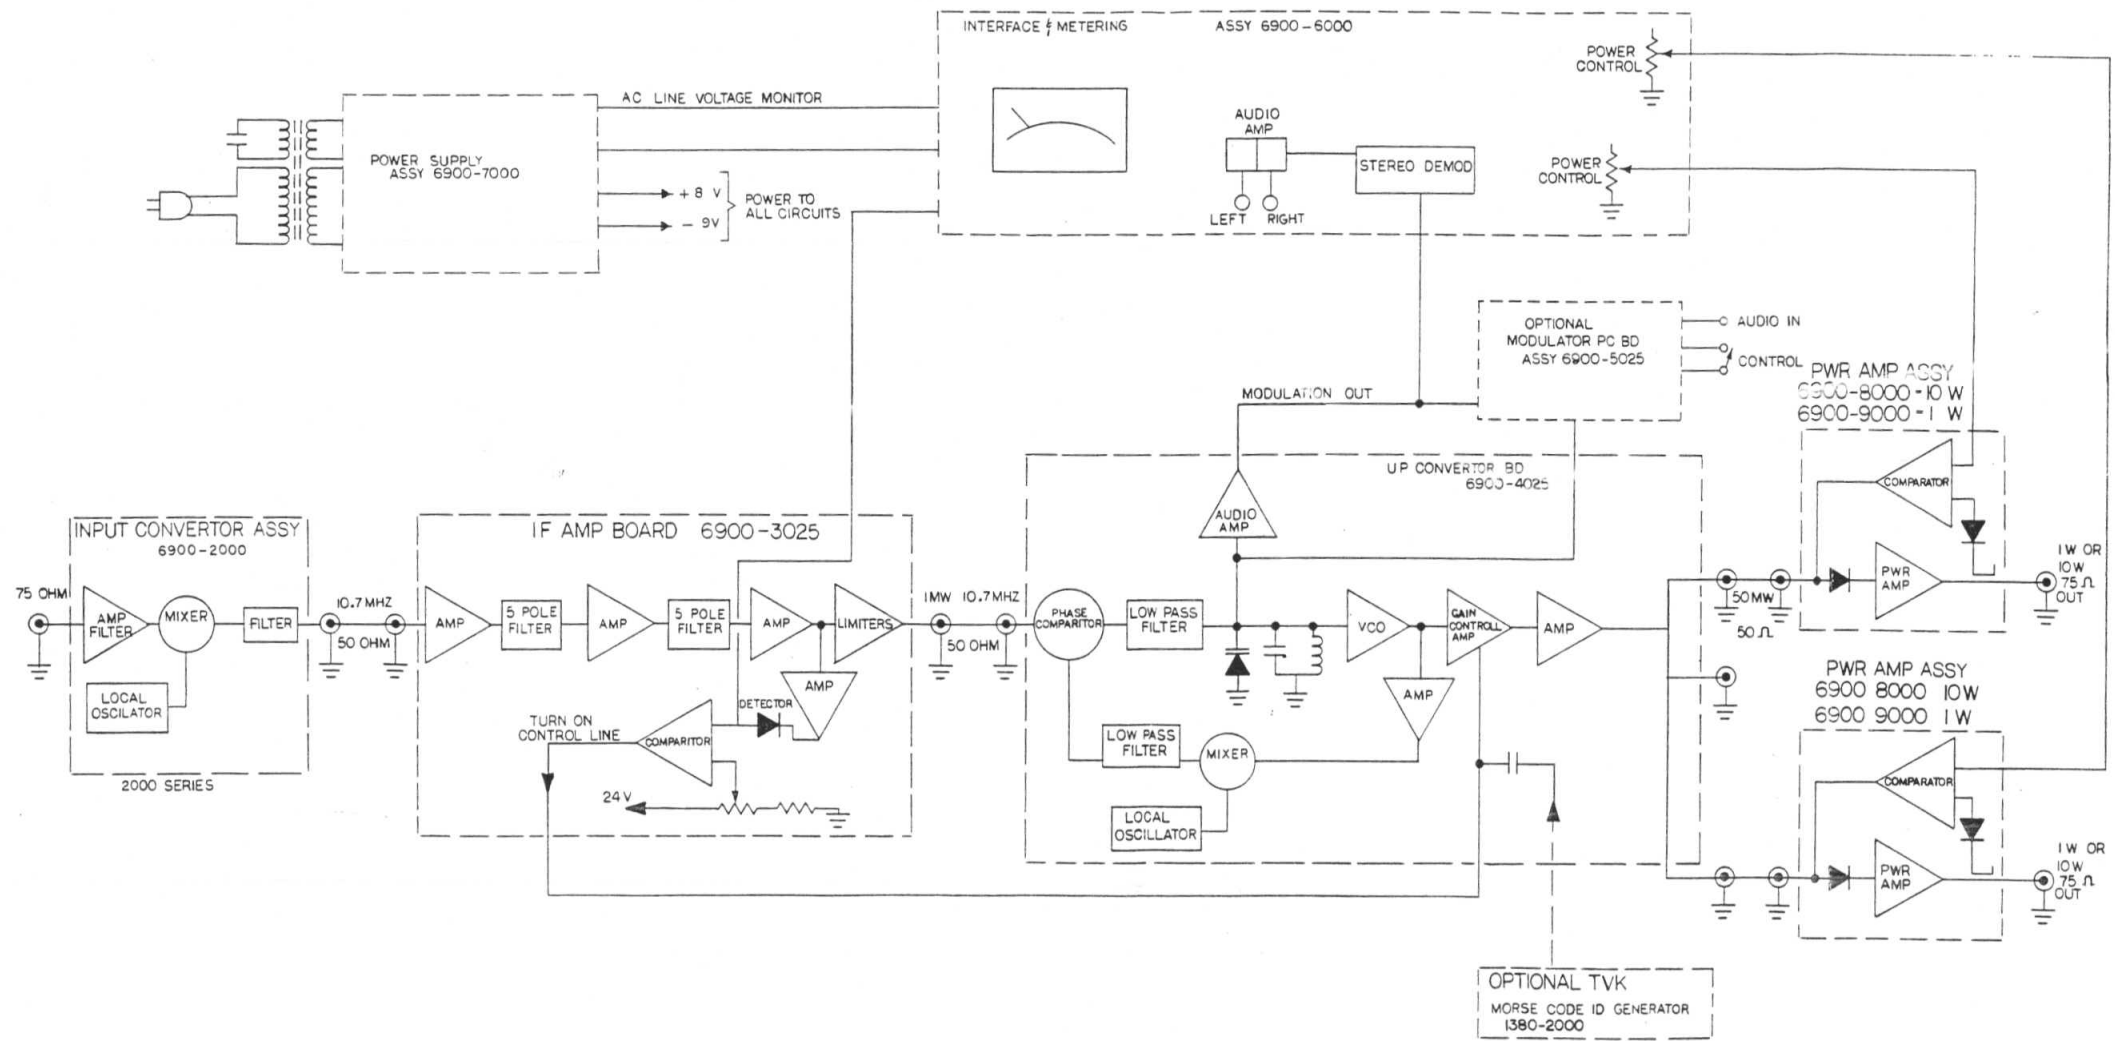 INTERFACE & METERING
ASSY 6900-6000
POWER
CONTROL
AC LINE VOLTAGE MONITOR
AUDIO
AMP
POWER SUPPLY
ASSY 6900-7000
STEREO DEMOD
POWER
CONTROL
+8 V
- 9V
POWER TO
ALL CIRCUITS
LEFT
RIGHT
OPTIONAL
MODULATOR PC BD
ASSY 6900-5025
AUDIO IN
CONTROL
MODULATION OUT
PWR AMP ASSY
6900-8000-10 W
6900-9000-1 W
UP CONVERTOR BD
6900-4025
COMPARATOR
INPUT CONVERTOR ASSY
6900-2000
IF AMP BOARD 6900-3025
AUDIO
AMP
75 OHM
AMP
FILTER
MIXER
FILTER
10.7 MHZ
50 OHM
AMP
5 POLE
FILTER
AMP
5 POLE
FILTER
AMP
LIMITERS
1MW 10.7MHZ
50 OHM
PHASE
COMPARITOR
LOW PASS
FILTER
VCO
GAIN
CONTROLL
AMP
AMP
50 MW
50 Ω
PWR
AMP
1W OR
10W
75 Ω
OUT
LOCAL
OSCILATOR
AMP
DETECTOR
TURN ON
CONTROL LINE
COMPARITOR
AMP
LOW PASS
FILTER
MIXER
PWR AMP ASSY
6900 8000 10W
6900 9000 1 W
2000 SERIES
24V
LOCAL
OSCILLATOR
COMPARATOR
PWR
AMP
1W OR
10W
75 Ω
OUT
OPTIONAL TVK
MORSE CODE ID GENERATOR
1380-2000